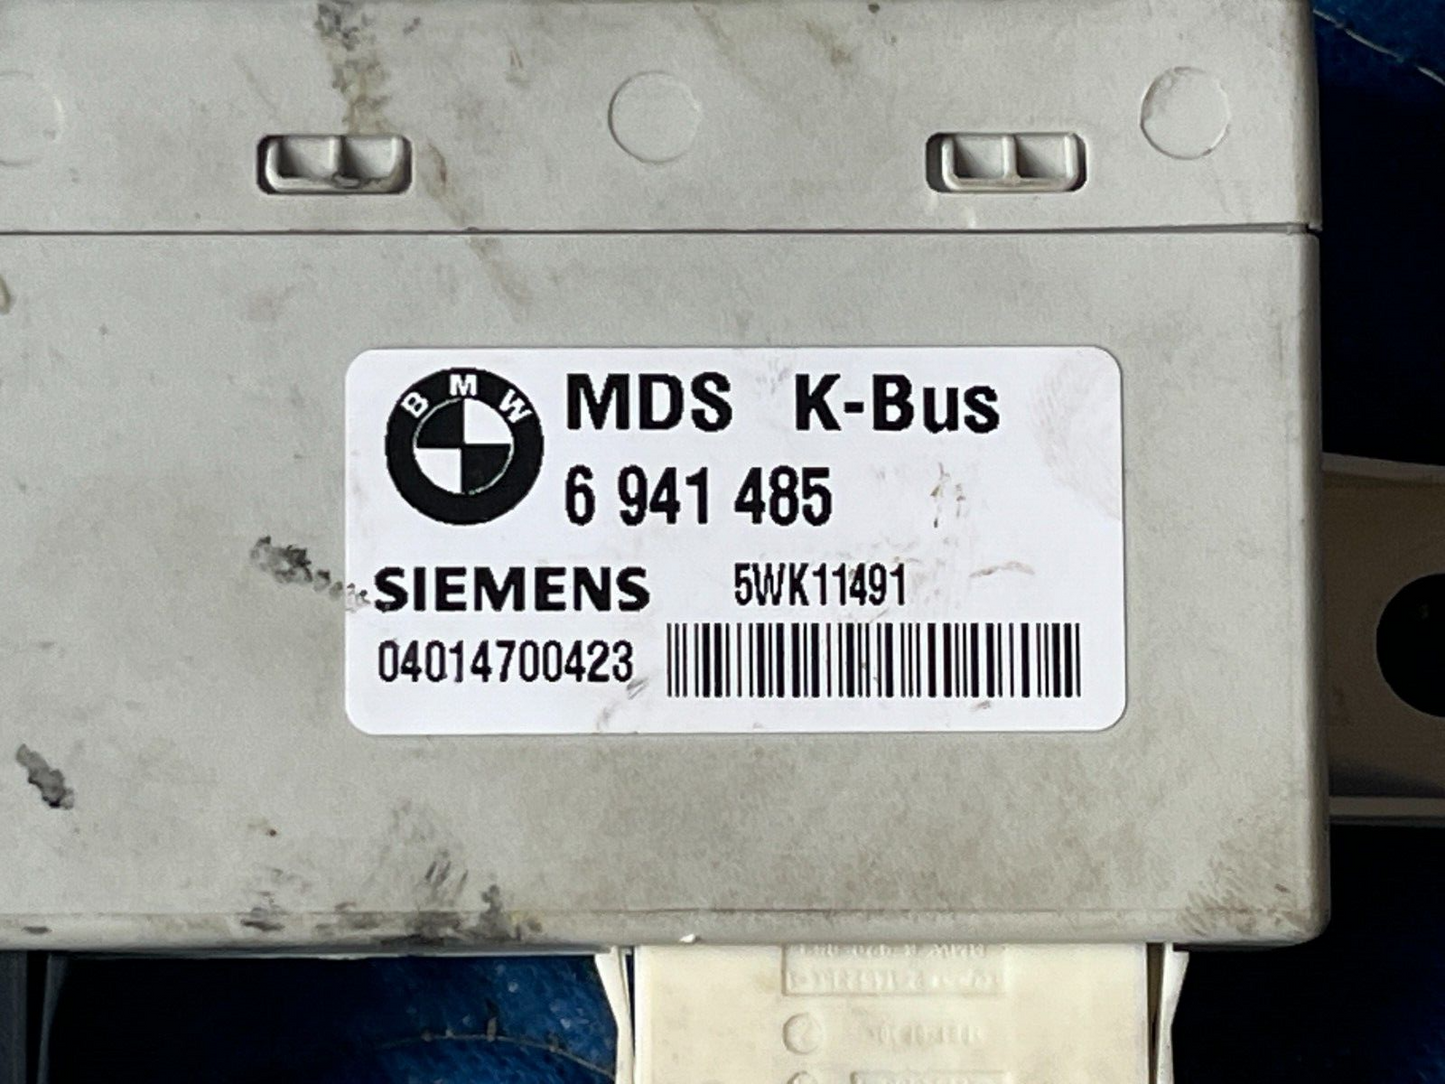 BMW
MDS K-Bus
6 941 485
SIEMENS 5WK11491
04014700423